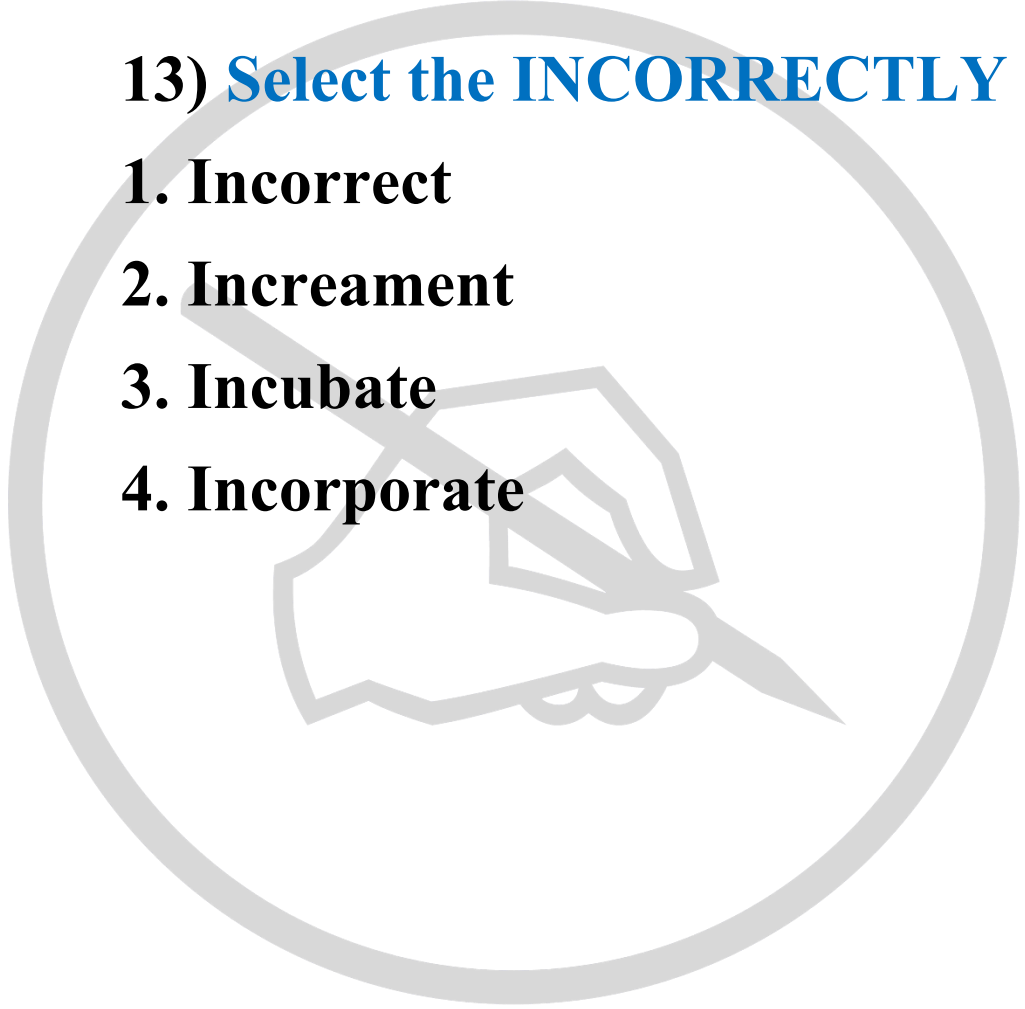 13) Select the INCORRECTLY
1. Incorrect
2. Increament
3. Incubate
4. Incorporate